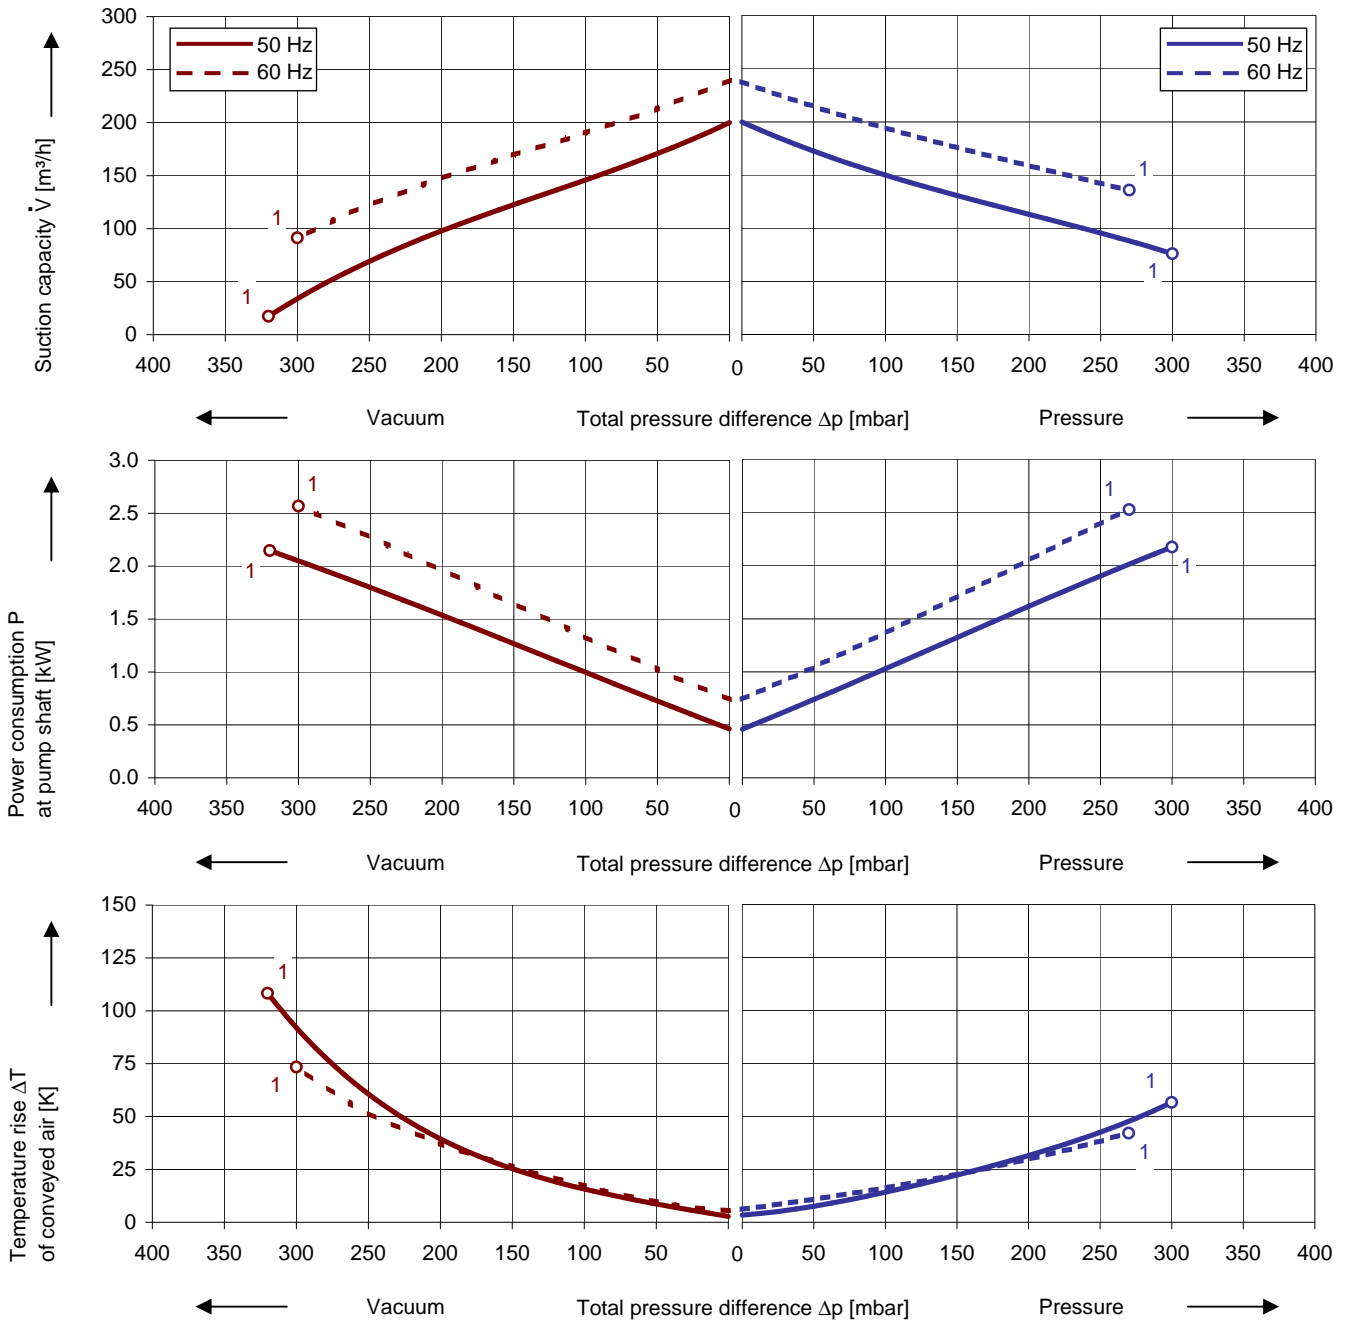 300
250
200
150
100
50
0
Suction capacity V̇ [m³/h]
50 Hz
60 Hz
50 Hz
60 Hz
1
1
1
1
400 350 300 250 200 150 100 50 0 50 100 150 200 250 300 350 400
Vacuum Total pressure difference Δp [mbar] Pressure
3.0
2.5
2.0
1.5
1.0
0.5
0.0
Power consumption P
at pump shaft [kW]
1
1
1
1
400 350 300 250 200 150 100 50 0 50 100 150 200 250 300 350 400
Vacuum Total pressure difference Δp [mbar] Pressure
150
125
100
75
50
25
0
Temperature rise ΔT
of conveyed air [K]
1
1
1
1
400 350 300 250 200 150 100 50 0 50 100 150 200 250 300 350 400
Vacuum Total pressure difference Δp [mbar] Pressure